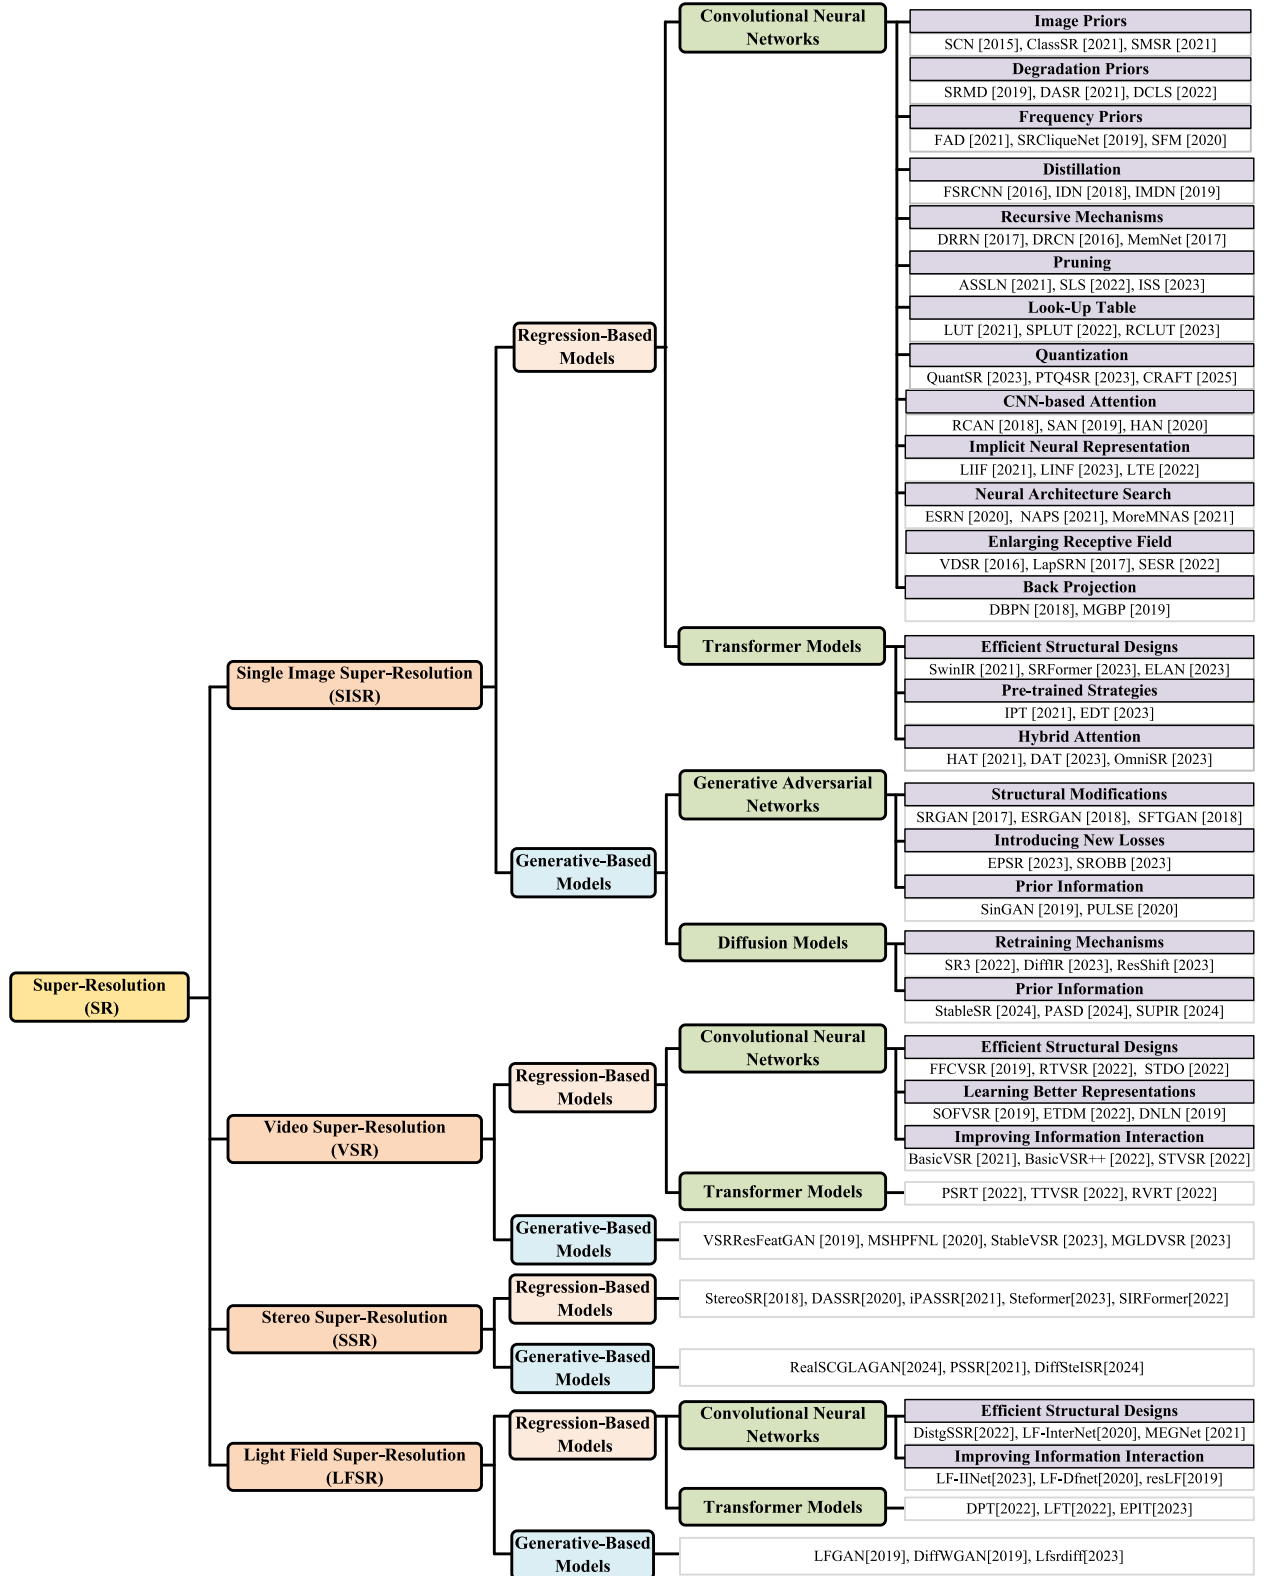 Convolutional Neural
Networks
Image Priors
SCN [2015], ClassSR [2021], SMSR [2021]
Degradation Priors
SRMD [2019], DASR [2021], DCLS [2022]
Frequency Priors
FAD [2021], SRCliqueNet [2019], SFM [2020]
Distillation
FSRCNN [2016], IDN [2018], IMDN [2019]
Recursive Mechanisms
DRRN [2017], DRCN [2016], MemNet [2017]
Pruning
ASSLN [2021], SLS [2022], ISS [2023]
Look-Up Table
LUT [2021], SPLUT [2022], RCLUT [2023]
Regression-Based
Models
Quantization
QuantSR [2023], PTQ4SR [2023], CRAFT [2025]
CNN-based Attention
RCAN [2018], SAN [2019], HAN [2020]
Implicit Neural Representation
LIIF [2021], LINF [2023], LTE [2022]
Neural Architecture Search
ESRN [2020], NAPS [2021], MoreMNAS [2021]
Enlarging Receptive Field
VDSR [2016], LapSRN [2017], SESR [2022]
Back Projection
DBPN [2018], MGBP [2019]
Transformer Models
Efficient Structural Designs
SwinIR [2021], SRFormer [2023], ELAN [2023]
Single Image Super-Resolution
(SISR)
Pre-trained Strategies
IPT [2021], EDT [2023]
Hybrid Attention
HAT [2021], DAT [2023], OmniSR [2023]
Generative Adversarial
Networks
Structural Modifications
SRGAN [2017], ESRGAN [2018], SFTGAN [2018]
Introducing New Losses
EPSR [2023], SROBB [2023]
Generative-Based
Models
Prior Information
SinGAN [2019], PULSE [2020]
Diffusion Models
Retraining Mechanisms
SR3 [2022], DiffIR [2023], ResShift [2023]
Prior Information
StableSR [2024], PASD [2024], SUPIR [2024]
Super-Resolution
(SR)
Convolutional Neural
Networks
Efficient Structural Designs
FFCVSR [2019], RTVSR [2022], STDO [2022]
Regression-Based
Models
Learning Better Representations
SOFVSR [2019], ETDM [2022], DNLN [2019]
Video Super-Resolution
(VSR)
Improving Information Interaction
BasicVSR [2021], BasicVSR++ [2022], STVSR [2022]
Transformer Models
PSRT [2022], TTVSR [2022], RVRT [2022]
Generative-Based
Models
VSRResFeatGAN [2019], MSHPFNL [2020], StableVSR [2023], MGLDVSR [2023]
Regression-Based
Models
StereoSR[2018], DASSR[2020], iPASSR[2021], Steformer[2023], SIRFormer[2022]
Stereo Super-Resolution
(SSR)
Generative-Based
Models
RealSCGLAGAN[2024], PSSR[2021], DiffSteISR[2024]
Regression-Based
Models
Convolutional Neural
Networks
Efficient Structural Designs
DistgSSR[2022], LF-InterNet[2020], MEGNet [2021]
Light Field Super-Resolution
(LFSR)
Improving Information Interaction
LF-IINet[2023], LF-Dfnet[2020], resLF[2019]
Transformer Models
DPT[2022], LFT[2022], EPIT[2023]
Generative-Based
Models
LFGAN[2019], DiffWGAN[2019], Lfsrdiff[2023]